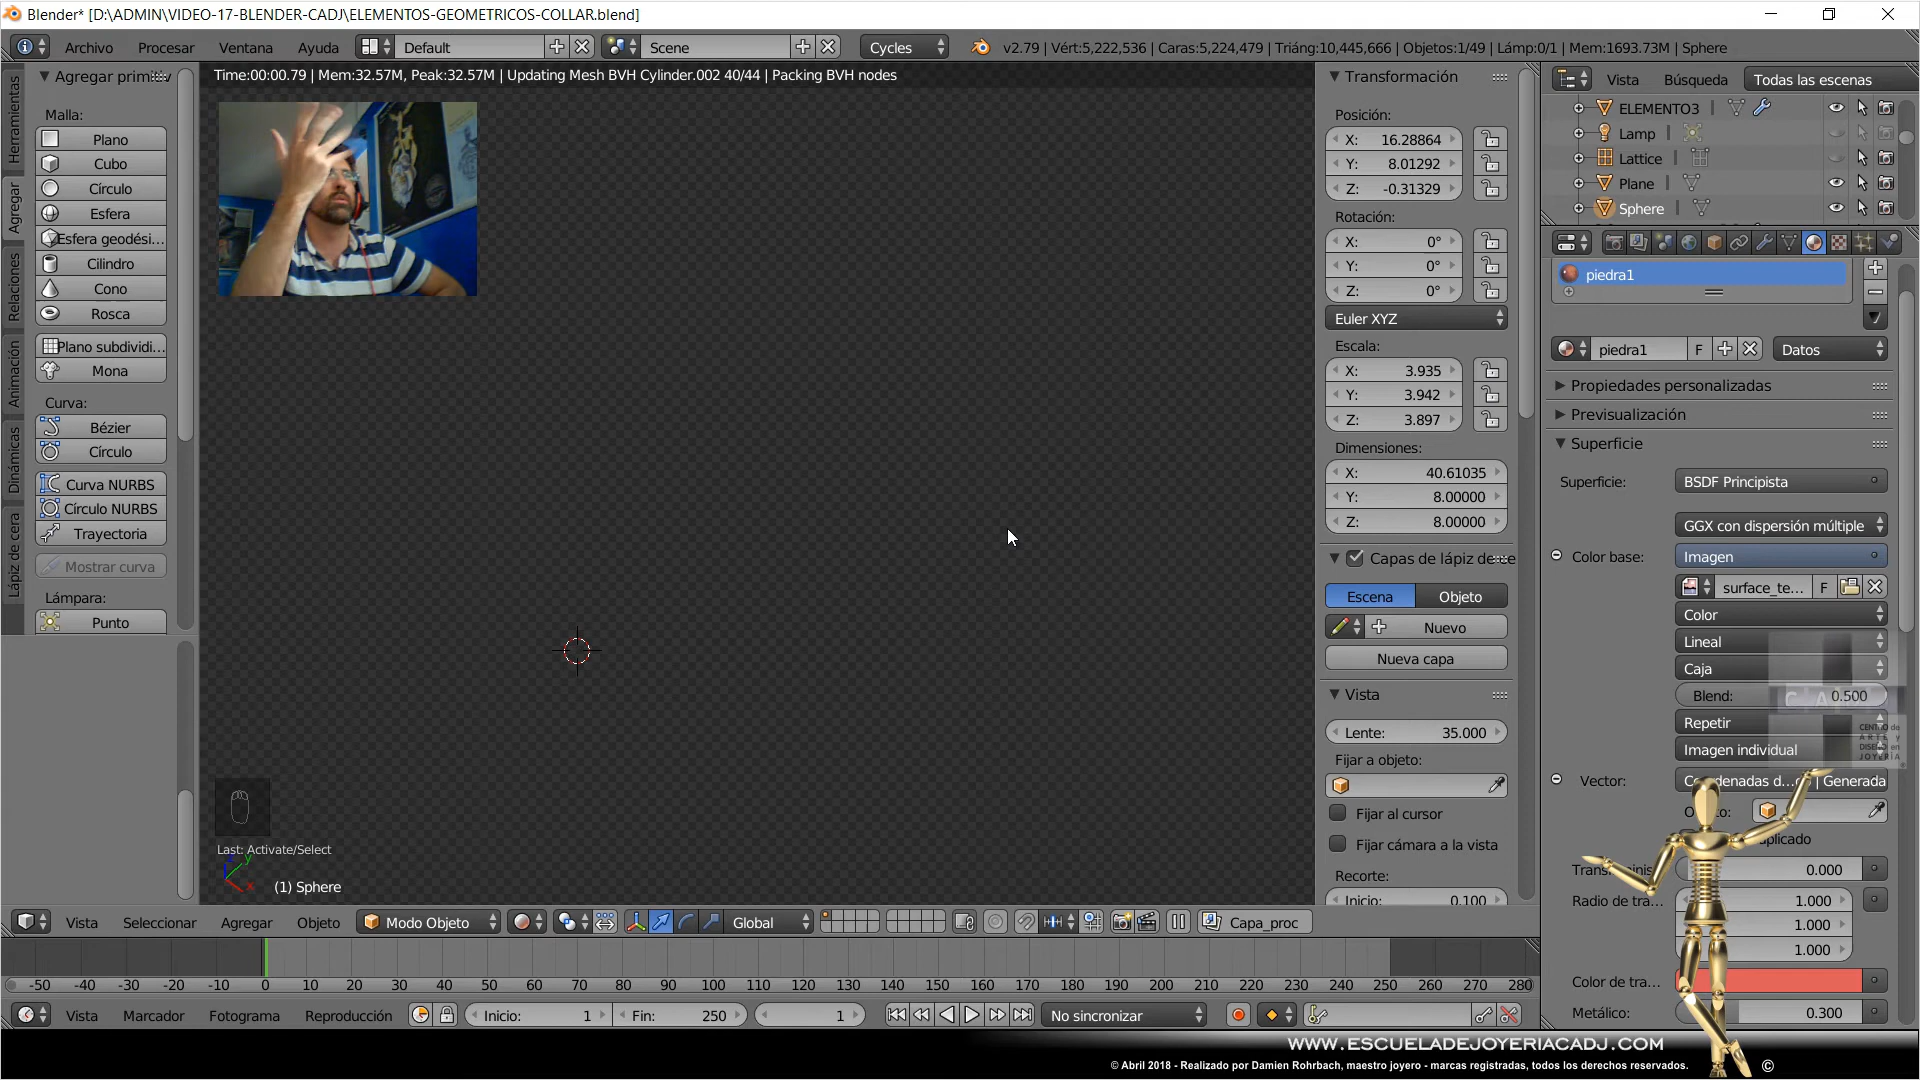 Blender* [D:\ADMIN\VIDEO-17-BLENDER-CADJ\ELEMENTOS-GEOMETRICOS-COLLAR.blend]
Archivo Procesar Ventana Ayuda Default Scene Cycles v2.79 | Vért:5,222,536 | Caras:5,224,479 | Triáng:10,445,666 | Objetos:1/49 | Lámp:0/1 | Mem:1693.73M | Sphere
Time:00:00.79 | Mem:32.57M, Peak:32.57M | Updating Mesh BVH Cylinder.002 40/44 | Packing BVH nodes
Herramientas
Agregar
Relaciones
Animación
Dinámicas
Lápiz de cera
Malla:
Plano
Cubo
Círculo
Esfera
Esfera geodési...
Cilindro
Cono
Rosca
Plano subdividi...
Mona
Curva:
Bézier
Círculo
Curva NURBS
Círculo NURBS
Trayectoria
Mostrar curva
Lámpara:
Punto
Last: Activate/Select
(1) Sphere
Transformación
Posición:
X: 16.28864
Y: 8.01292
Z: -0.31329
Rotación:
X: 0°
Y: 0°
Z: 0°
Euler XYZ
Escala:
X: 3.935
Y: 3.942
Z: 3.897
Dimensiones:
X: 40.61035
Y: 8.00000
Z: 8.00000
Capas de lápiz de
Escena Objeto
Nuevo
Nueva capa
Vista
Lente: 35.000
Fijar a objeto:
Fijar al cursor
Fijar cámara a la vista
Recorte:
Inicio: 0.100
Vista Búsqueda Todas las escenas
ELEMENTO3
Lamp
Lattice
Plane
Sphere
piedra1
piedra1 F Datos
Propiedades personalizadas
Previsualización
Superficie
Superficie: BSDF Principista
GGX con dispersión múltiple
Color base: Imagen
surface_te... F
Color
Lineal
Caja
Blend: 0.500
Repetir
Imagen individual
CENTRO de
ARTE y
DISEÑO en
JOYERÍA
Vector: | Generada
0.000
Radio de tra... 1.000
1.000
1.000
Color de tra...
Metálico: 0.300
Vista Seleccionar Agregar Objeto Modo Objeto Global Capa_proc
-50 -40 -30 -20 -10 0 10 20 30 40 50 60 70 80 90 100 110 120 130 140 150 160 170 180 190 200 210 220 230 240 250 260 270 280
Vista Marcador Fotograma Reproducción Inicio: 1 Fin: 250 1 No sincronizar
WWW.ESCUELADEJOYERIACADJ.COM
© Abril 2018 - Realizado por Damien Rohrbach, maestro joyero - marcas registradas, todos los derechos reservados. ©